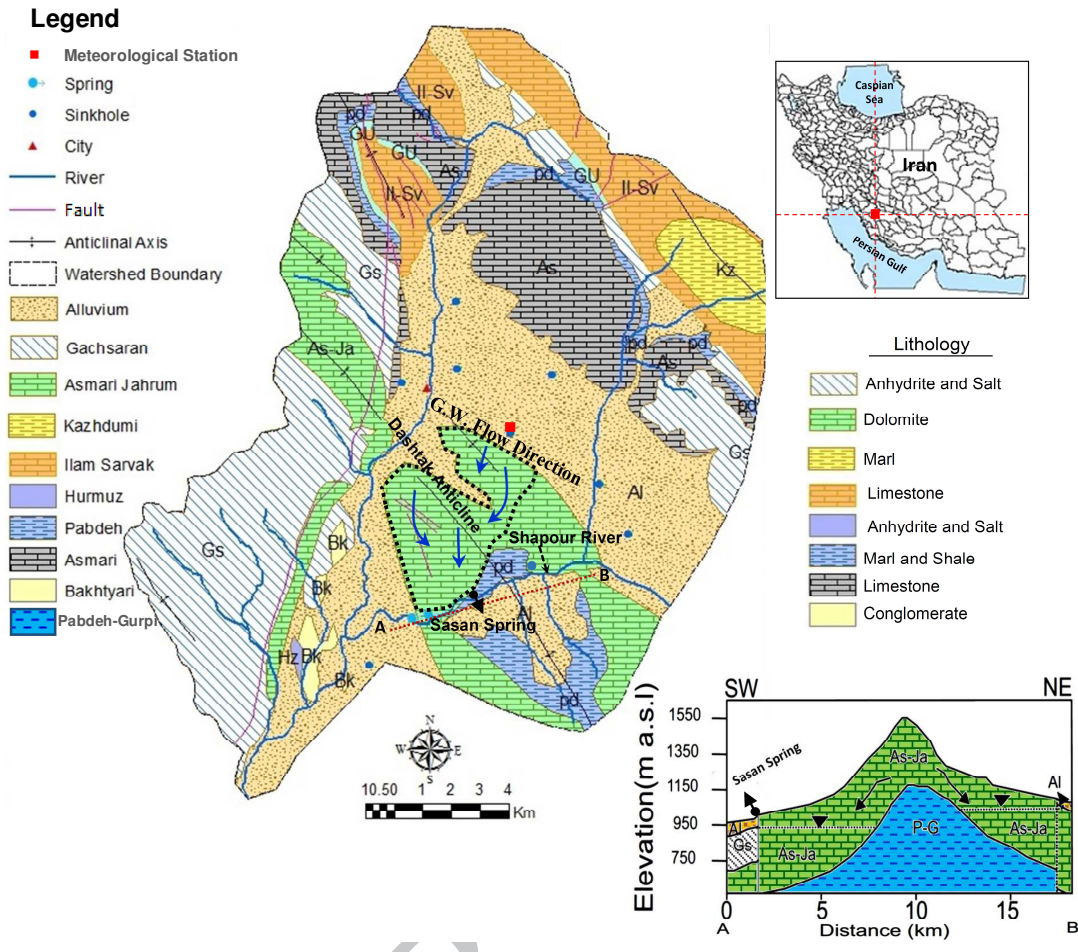 Legend
Meteorological Station
Spring
Sinkhole
City
River
Fault
Anticlinal Axis
Watershed Boundary
Alluvium
Gachsaran
Asmari Jahrum
Kazhdumi
Ilam Sarvak
Hurmuz
Pabdeh
Asmari
Bakhtyari
Pabdeh-Gurpi
Il-Sv
pd
pd
GU
GU
As
Il-Sv
pd
GU
Il-Sv
Gs
As
Kz
As-Ja
pd
pd
As
pd
Gs
G.W. Flow Direction
Dashtak Anticline
Al
Shapour River
Gs
Bk
pd
B
Bk
Al
A
Sasan Spring
Hz
Bk
Bk
pd
N
W
E
S
10.50
1
2
3
4
Km
Caspian
Sea
Iran
Persian Gulf
Lithology
Anhydrite and Salt
Dolomite
Marl
Limestone
Anhydrite and Salt
Marl and Shale
Limestone
Conglomerate
SW
NE
Elevation(m a.s.l)
1550
1350
1150
950
750
Sasan Spring
As-Ja
Al
Al
Gs
P-G
As-Ja
As-Ja
0
5
10
15
A
Distance (km)
B